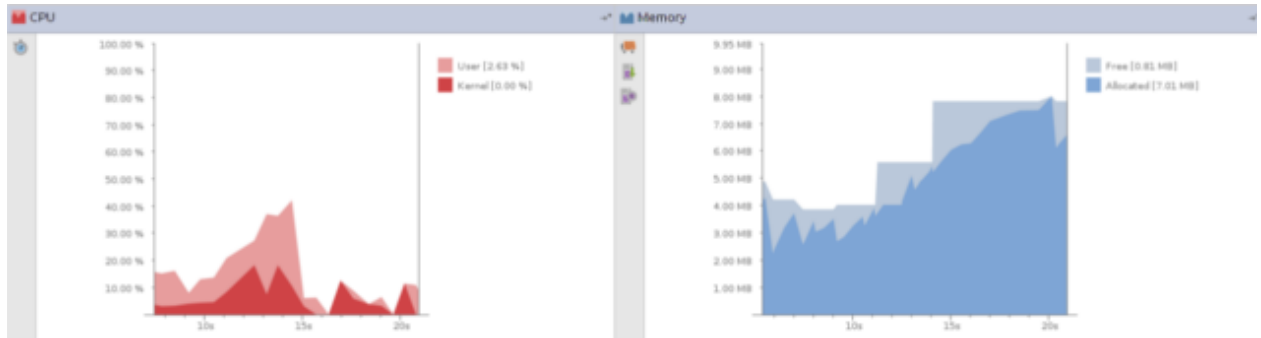 CPU
100.00 %
90.00 %
80.00 %
70.00 %
60.00 %
50.00 %
40.00 %
30.00 %
20.00 %
10.00 %
10s
15s
20s
User [2.63 %]
Kernel [0.00 %]
Memory
9.95 MB
9.00 MB
8.00 MB
7.00 MB
6.00 MB
5.00 MB
4.00 MB
3.00 MB
2.00 MB
1.00 MB
10s
15s
20s
Free [0.81 MB]
Allocated [7.01 MB]